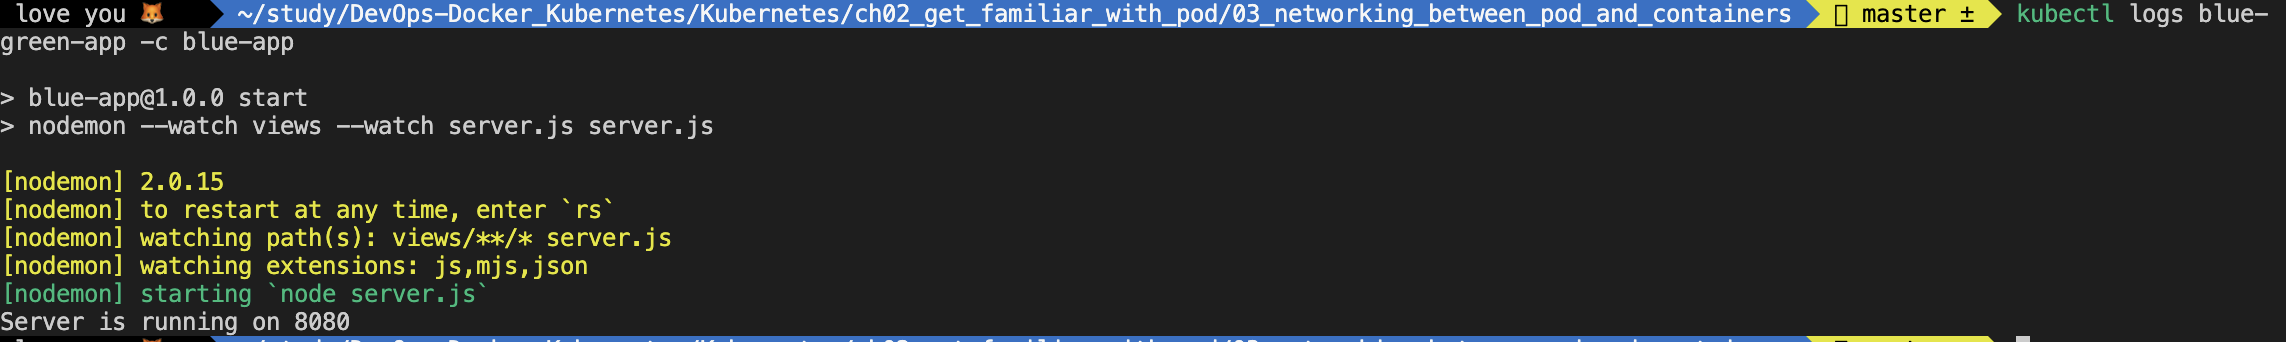 love you 🦊 ~/study/DevOps-Docker_Kubernetes/Kubernetes/ch02_get_familiar_with_pod/03_networking_between_pod_and_containers master ± kubectl logs blue-
green-app -c blue-app
> blue-app@1.0.0 start
> nodemon --watch views --watch server.js server.js
[nodemon] 2.0.15
[nodemon] to restart at any time, enter `rs`
[nodemon] watching path(s): views/**/* server.js
[nodemon] watching extensions: js,mjs,json
[nodemon] starting `node server.js`
Server is running on 8080